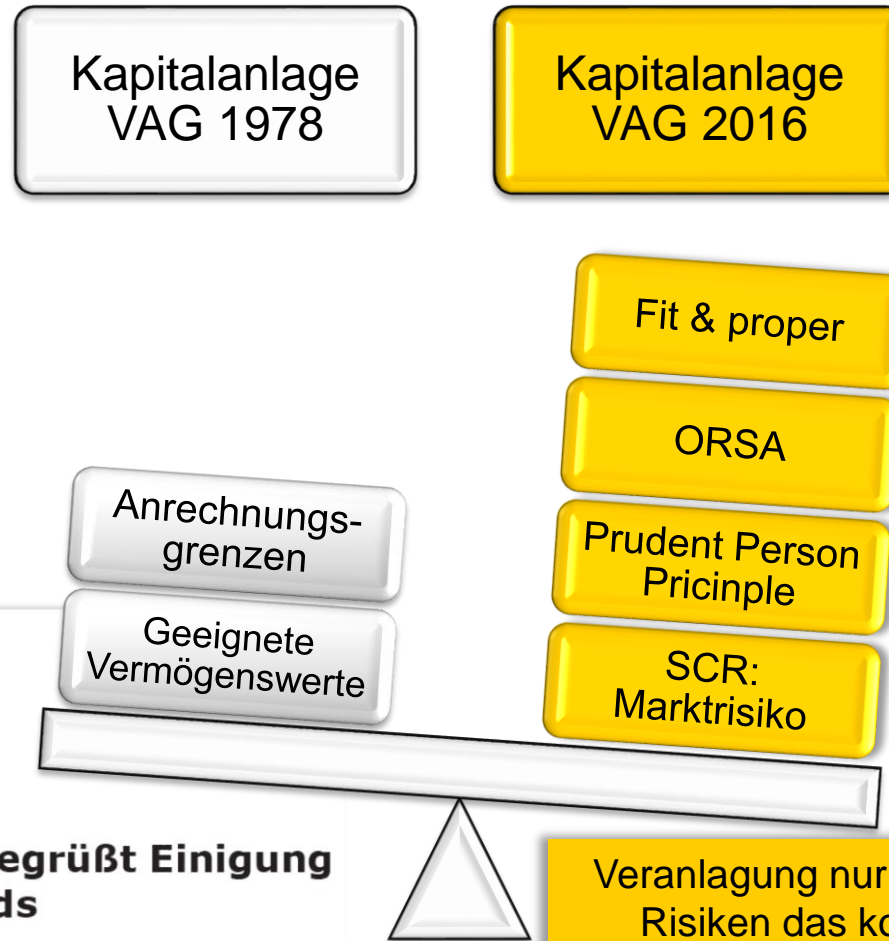 Kapitalanlage
VAG 1978
Kapitalanlage
VAG 2016
Fit & proper
ORSA
Prudent Person
Pricinple
SCR:
Marktrisiko
Anrechnungs-
grenzen
Geeignete
Vermögenswerte
egrüßt Einigung
ds
Veranlagung nur
Risiken das ko